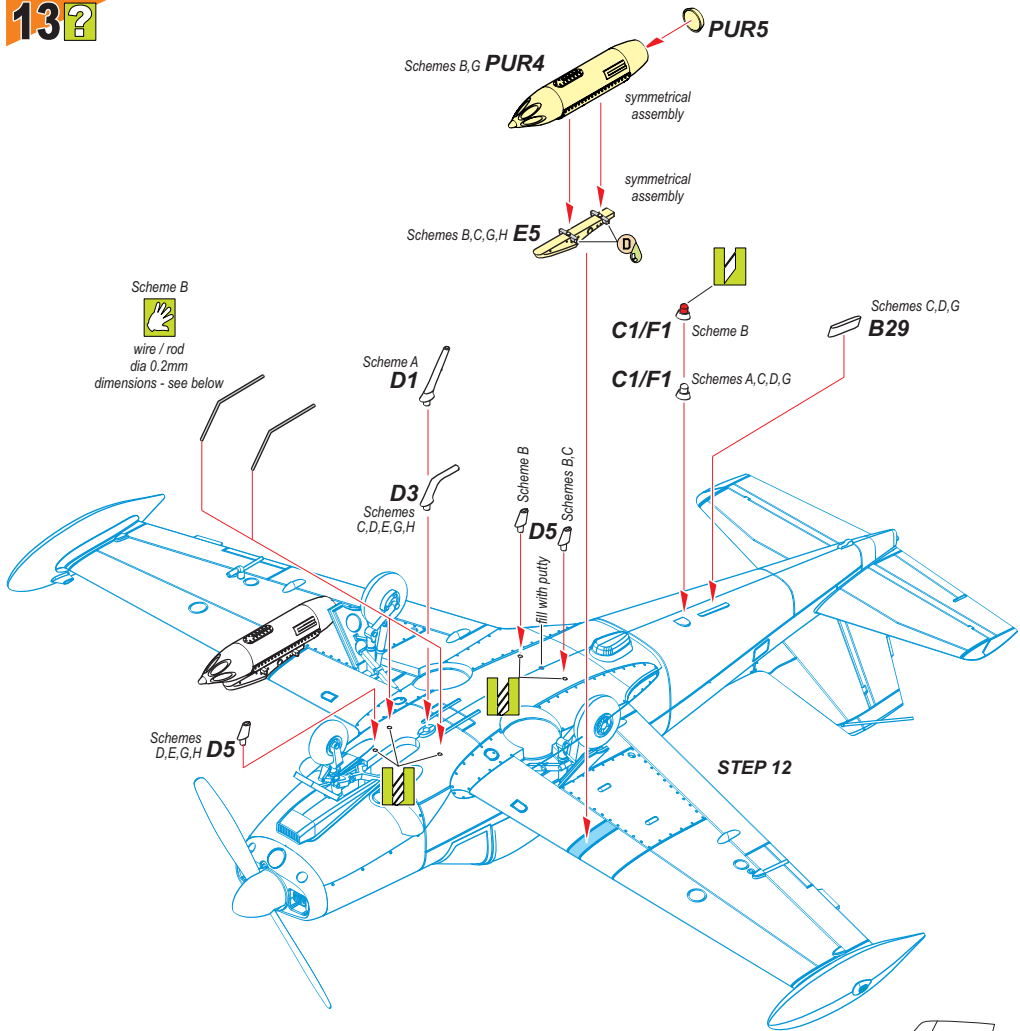 13?
PUR5
Schemes B,G PUR4
symmetrical
assembly
symmetrical
assembly
Schemes B,C,G,H E5
D
Scheme B
wire / rod
dia 0.2mm
dimensions - see below
Scheme A
D1
C1/F1 Scheme B
Schemes C,D,G
B29
C1/F1 Schemes A,C,D,G
D3
Schemes
C,D,E,G,H
Scheme B
D5
Schemes B,C
fill with putty
Schemes
D,E,G,H D5
STEP 12